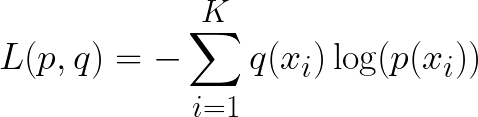 L(p, q) = − \sum_{i=1}^{K} q(x_i) log(p(x_i))